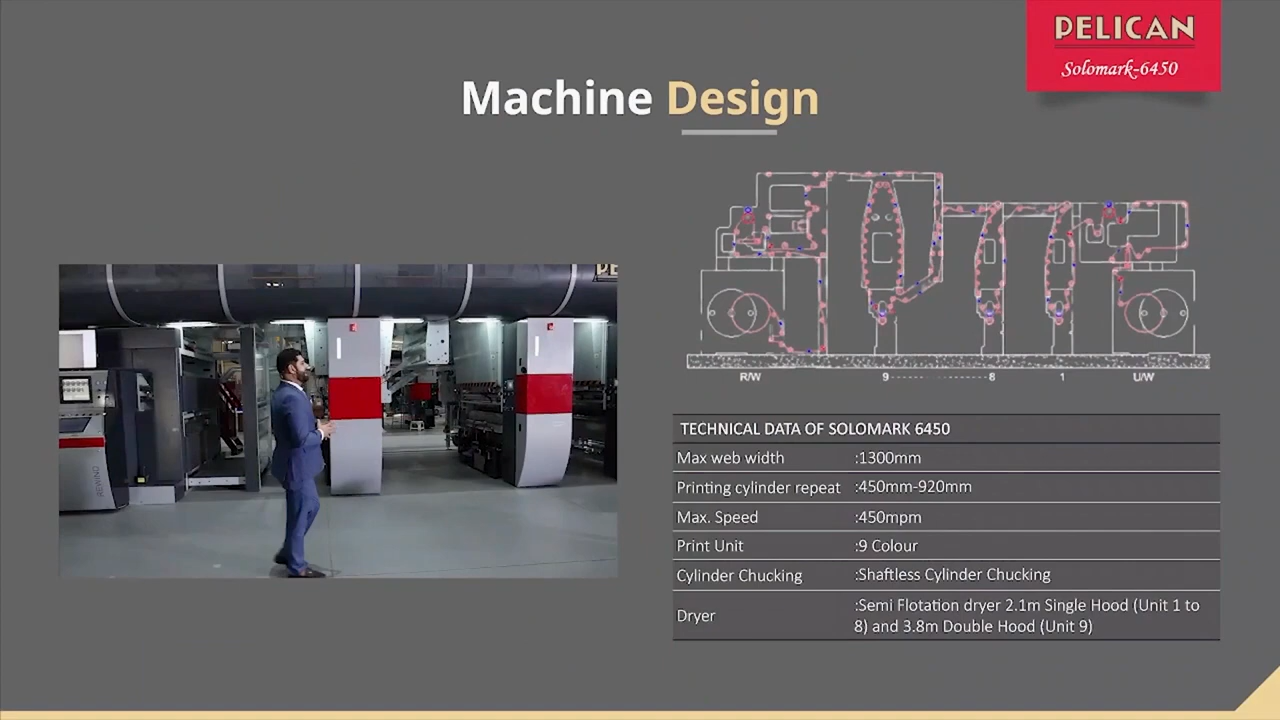 PELICAN
Solomark-6450
Machine Design
R/W
9
8
1
U/W
TECHNICAL DATA OF SOLOMARK 6450
Max web width :1300mm
Printing cylinder repeat :450mm-920mm
Max. Speed :450mpm
Print Unit :9 Colour
Cylinder Chucking :Shaftless Cylinder Chucking
Dryer :Semi Flotation dryer 2.1m Single Hood (Unit 1 to
8) and 3.8m Double Hood (Unit 9)